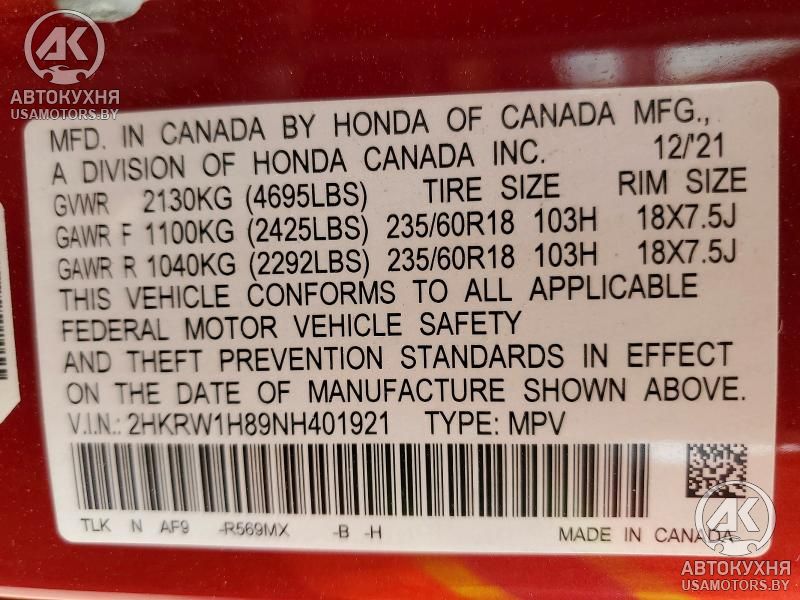 АК
АВТОКУХНЯ
USAMOTORS.BY
MFD. IN CANADA BY HONDA OF CANADA MFG.,
A DIVISION OF HONDA CANADA INC. 12/'21
GVWR 2130KG (4695LBS) TIRE SIZE RIM SIZE
GAWR F 1100KG (2425LBS) 235/60R18 103H 18X7.5J
GAWR R 1040KG (2292LBS) 235/60R18 103H 18X7.5J
THIS VEHICLE CONFORMS TO ALL APPLICABLE
FEDERAL MOTOR VEHICLE SAFETY
AND THEFT PREVENTION STANDARDS IN EFFECT
ON THE DATE OF MANUFACTURE SHOWN ABOVE.
V.I.N.: 2HKRW1H89NH401921 TYPE: MPV
TLK N AF9 -R569MX -B -H MADE IN CANADA
АК
АВТОКУХНЯ
USAMOTORS.BY